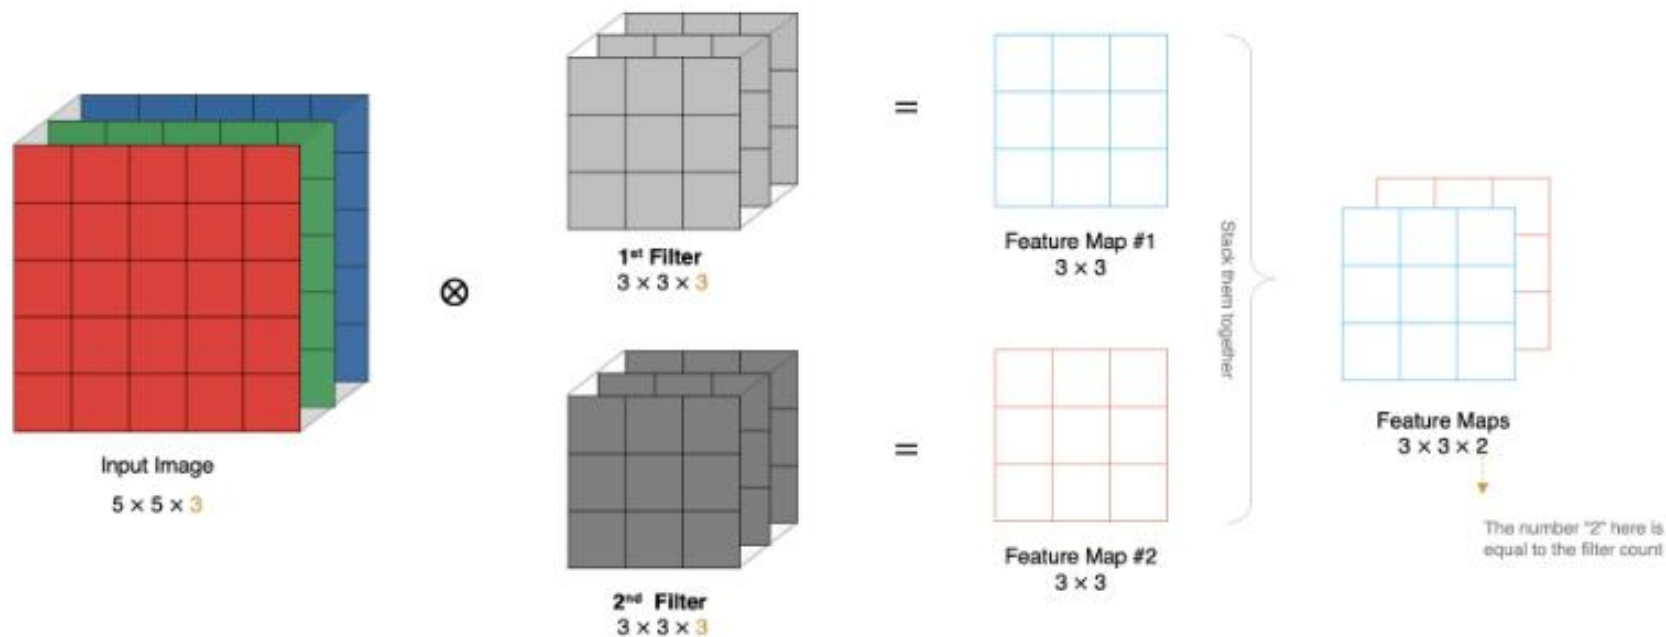 Input Image
5 × 5 × 3
⊗
1st Filter
3 × 3 × 3
2nd Filter
3 × 3 × 3
=
=
Feature Map #1
3 × 3
Feature Map #2
3 × 3
Stack them together
Feature Maps
3 × 3 × 2
The number "2" here is
equal to the filter count